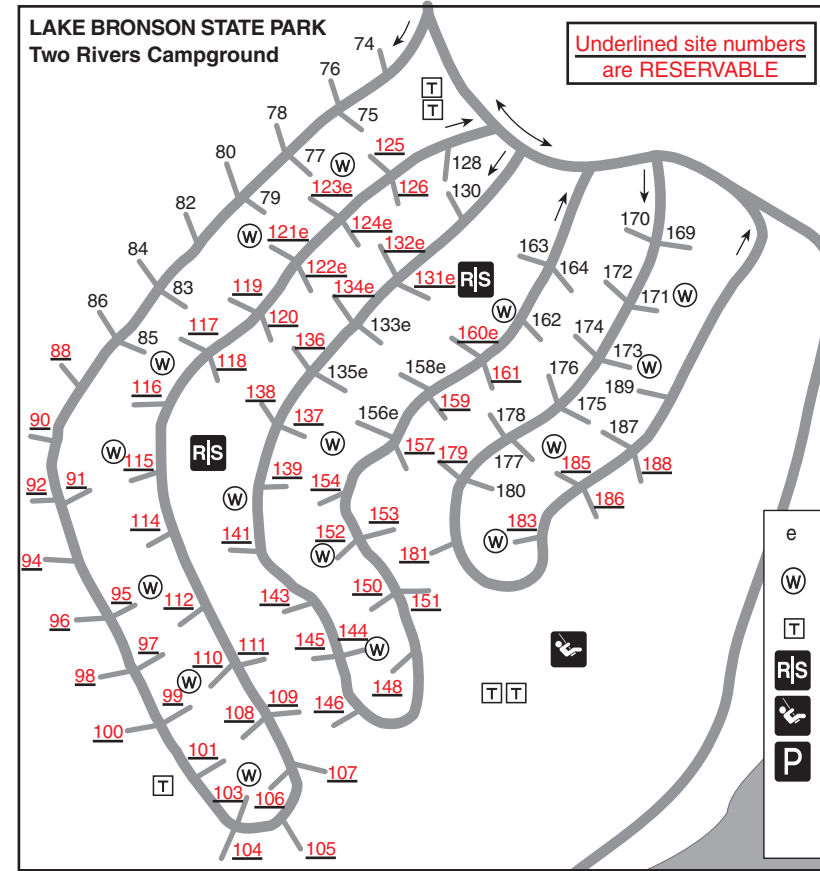 LAKE BRONSON STATE PARK
Two Rivers Campground
Underlined site numbers
are RESERVABLE
74
76
75
T
T
78
77
W
125
128
80
79
123e
126
130
82
121e
W
124e
132e
170
169
84
83
119
122e
134e
131e
R|S
163
164
172
171
W
86
85
117
120
136
133e
W
162
174
173
W
88
W
116
118
138
135e
158e
160e
161
176
175
189
90
115
W
R|S
137
W
156e
159
178
177
187
92
91
114
139
W
154
157
179
180
W
185
186
188
94
141
152
W
153
181
W
183
e
96
95
W
112
143
150
151
W
98
97
110
111
145
144
W
T
100
99
W
108
109
146
148
T T
R|S
101
T
W
107
P
103
106
104
105